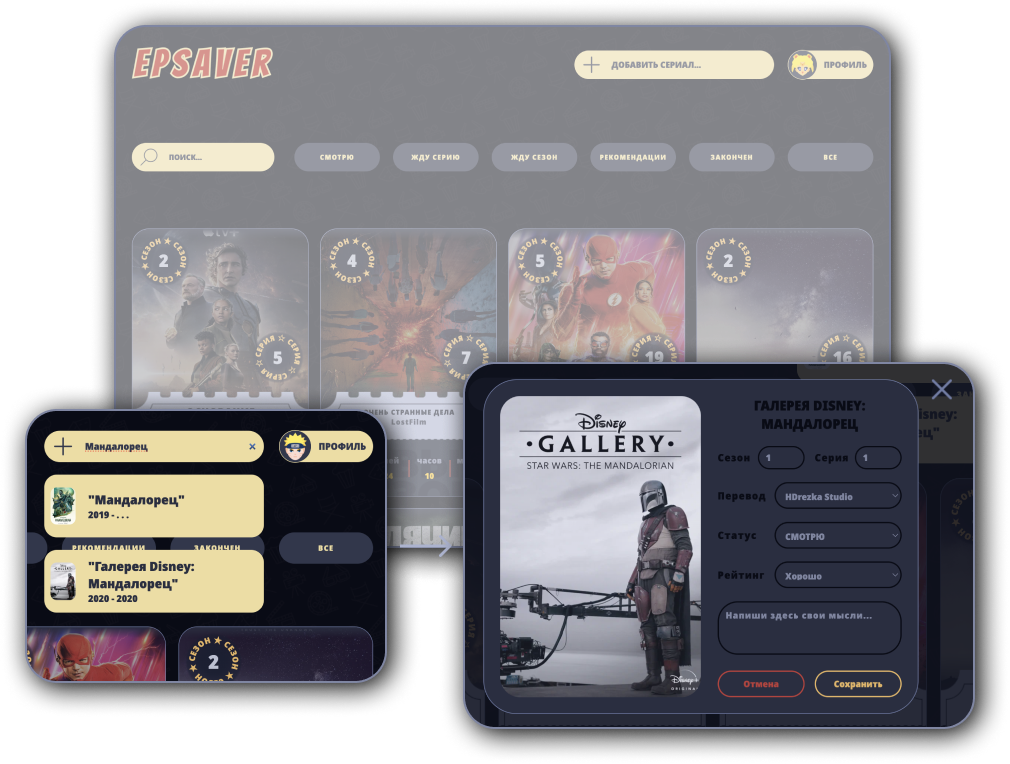 EPSAVER
ДОБАВИТЬ СЕРИАЛ...
ПРОФИЛЬ
ПОИСК...
СМОТРЮ
ЖДУ СЕРИЮ
ЖДУ СЕЗОН
РЕКОМЕНДАЦИИ
ЗАКОНЧЕН
ВСЕ
СЕЗОН ★ СЕЗОН
2
СЕЗОН ★ СЕЗОН
4
СЕЗОН ★ СЕЗОН
5
СЕЗОН ★ СЕЗОН
2
СЕРИЯ ☆ СЕРИЯ
5
СЕРИЯ ☆ СЕРИЯ
7
СЕРИЯ ☆ СЕРИЯ
19
СЕРИЯ ☆ СЕРИЯ
16
ОЧЕНЬ СТРАННЫЕ ДЕЛА
LostFilm
часов
10
Мандалорец
ПРОФИЛЬ
"Мандалорец"
2019 - . . .
РЕКОМЕНДАЦИИ
ЗАКОНЧЕН
ВСЕ
"Галерея Disney:
Мандалорец"
2020 - 2020
СЕЗОН ★ СЕЗОН
2
Disney
GALLERY
STAR WARS: THE MANDALORIAN
Disney+
ORIGINAL
ГАЛЕРЕЯ DISNEY:
МАНДАЛОРЕЦ
Сезон 1 Серия 1
Перевод HDrezka Studio
Статус СМОТРЮ
Рейтинг Хорошо
Напиши здесь свои мысли...
Отмена
Сохранить